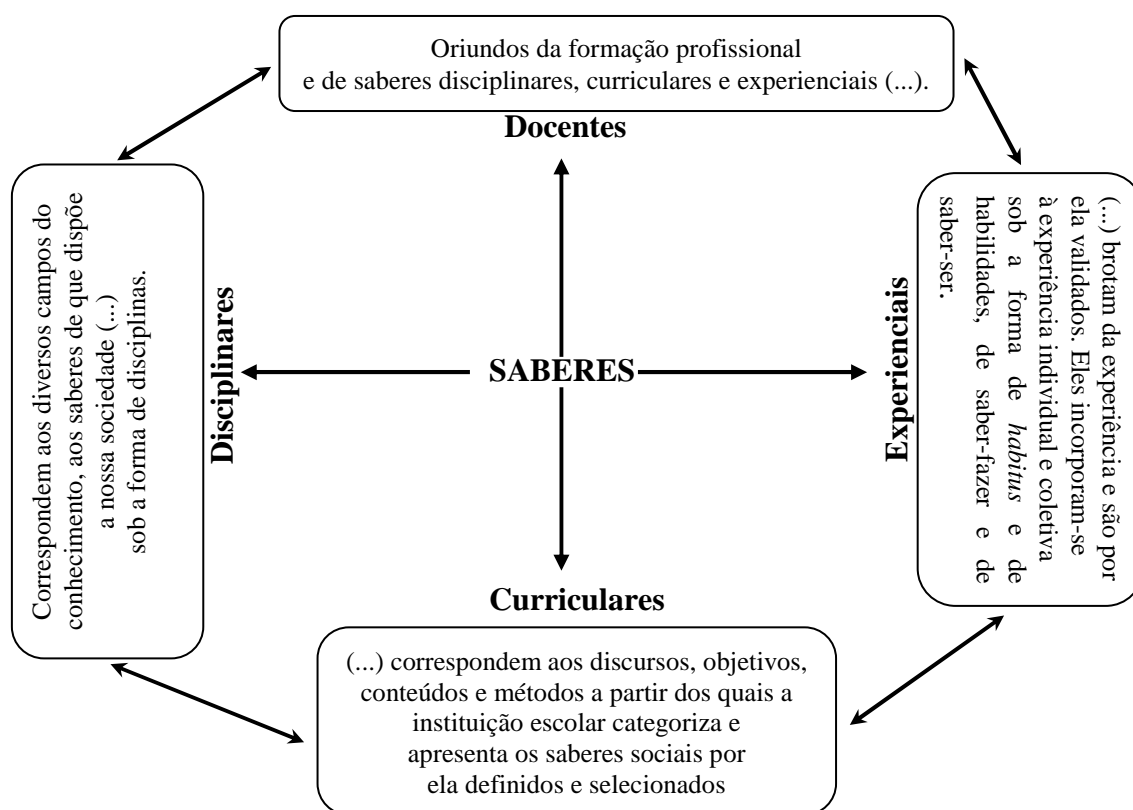 Oriundos da formação profissional
e de saberes disciplinares, curriculares e experienciais (...).
Docentes
Correspondem aos diversos campos do
conhecimento, aos saberes de que dispõe
a nossa sociedade (...)
sob a forma de disciplinas.
Disciplinares
SABERES
Experienciais
(...) brotam da experiência e são por
ela validados. Eles incorporam-se
à experiência individual e coletiva
sob a forma de habitus e de
habilidades, de saber-fazer e de
saber-ser.
Curriculares
(...) correspondem aos discursos, objetivos,
conteúdos e métodos a partir dos quais a
instituição escolar categoriza e
apresenta os saberes sociais por
ela definidos e selecionados